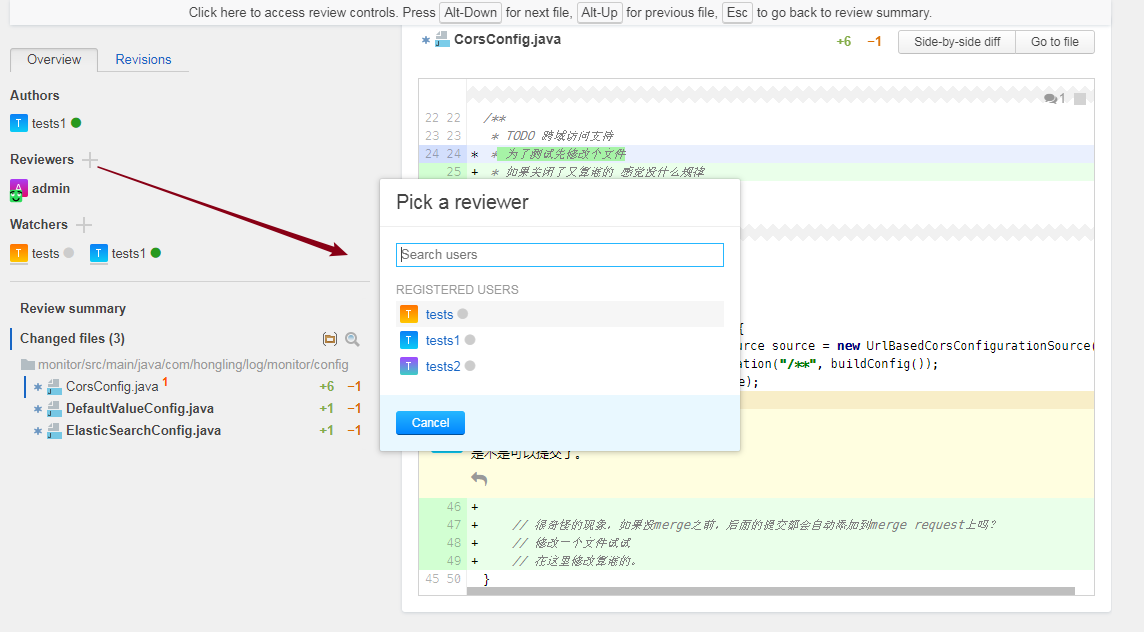 Click here to access review controls. Press Alt-Down for next file, Alt-Up for previous file, Esc to go back to review summary.
Overview Revisions
Authors
T tests1
Reviewers
A admin
Watchers
T tests T tests1
Review summary
Changed files (3)
monitor/src/main/java/com/hongling/log/monitor/config
* CorsConfig.java 1 +6 −1
* DefaultValueConfig.java +1 −1
* ElasticSearchConfig.java +1 −1
* CorsConfig.java +6 −1 Side-by-side diff Go to file
1
22 22 /**
23 23 * TODO 跨域访问支持
24 24 * * 为了测试先修改个文件
25 + * 如果关闭了又算谁的 感觉没什么规律
Pick a reviewer
Search users
REGISTERED USERS
T tests
T tests1
T tests2
Cancel
{
urce source = new UrlBasedCorsConfigurationSource(
ation("/**", buildConfig());
e);
是不是可以提交了。
46 +
47 + // 很奇怪的现象，如果没merge之前，后面的提交都会自动添加到merge request上吗？
48 + // 修改一个文件试试
49 + // 在这里修改算谁的。
45 50 }